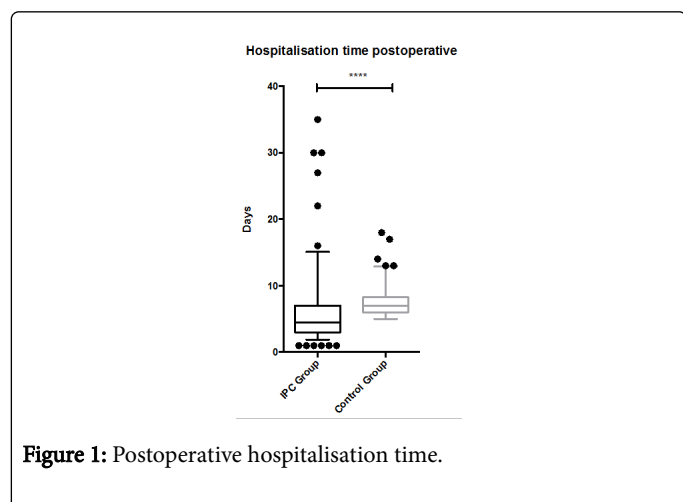 Hospitalisation time postoperative
****
40
30
20
10
0
Days
IPC Group
Control Group
Figure 1: Postoperative hospitalisation time.